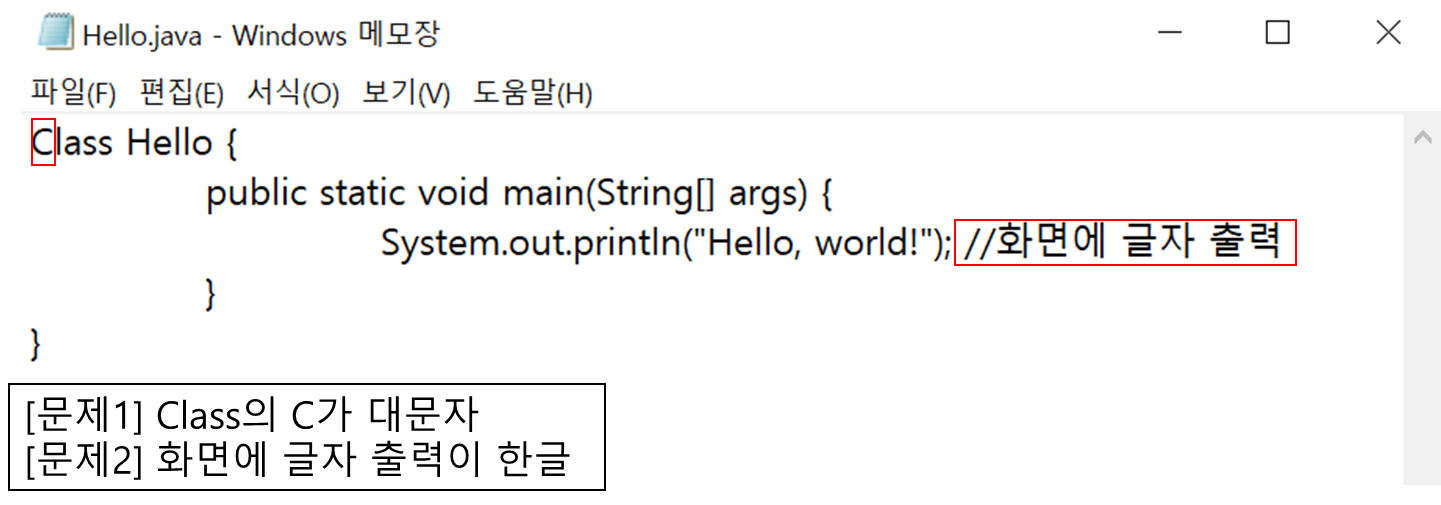 Hello.java - Windows 메모장
파일(F) 편집(E) 서식(O) 보기(V) 도움말(H)
Class Hello {
public static void main(String[] args) {
System.out.println("Hello, world!"); //화면에 글자 출력
}
}
[문제1] Class의 C가 대문자
[문제2] 화면에 글자 출력이 한글